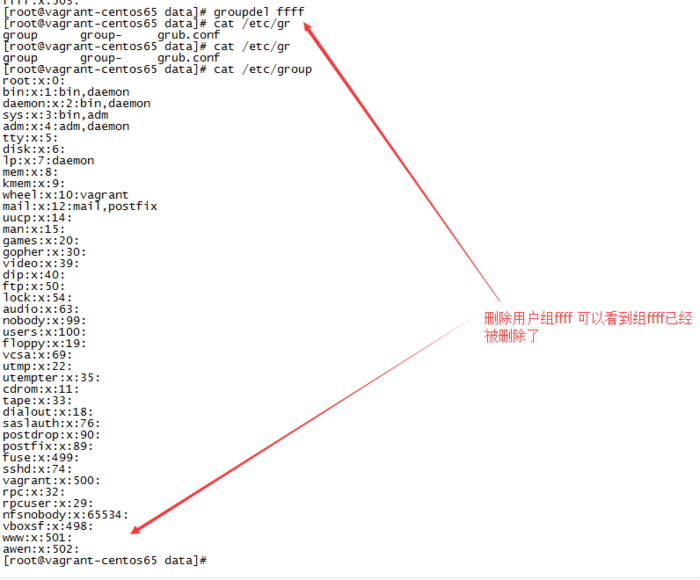 ffff:x:503:
[root@vagrant-centos65 data]# groupdel ffff
[root@vagrant-centos65 data]# cat /etc/gr
group      group-     grub.conf
[root@vagrant-centos65 data]# cat /etc/gr
group      group-     grub.conf
[root@vagrant-centos65 data]# cat /etc/group
root:x:0:
bin:x:1:bin,daemon
daemon:x:2:bin,daemon
sys:x:3:bin,adm
adm:x:4:adm,daemon
tty:x:5:
disk:x:6:
lp:x:7:daemon
mem:x:8:
kmem:x:9:
wheel:x:10:vagrant
mail:x:12:mail,postfix
uucp:x:14:
man:x:15:
games:x:20:
gopher:x:30:
video:x:39:
dip:x:40:
ftp:x:50:
lock:x:54:
audio:x:63:
nobody:x:99:
users:x:100:
floppy:x:19:
vcsa:x:69:
utmp:x:22:
utempter:x:35:
cdrom:x:11:
tape:x:33:
dialout:x:18:
saslauth:x:76:
postdrop:x:90:
postfix:x:89:
fuse:x:499:
sshd:x:74:
vagrant:x:500:
rpc:x:32:
rpcuser:x:29:
nfsnobody:x:65534:
vboxsf:x:498:
www:x:501:
awen:x:502:
[root@vagrant-centos65 data]#
删除用户组ffff 可以看到组ffff已经
被删除了